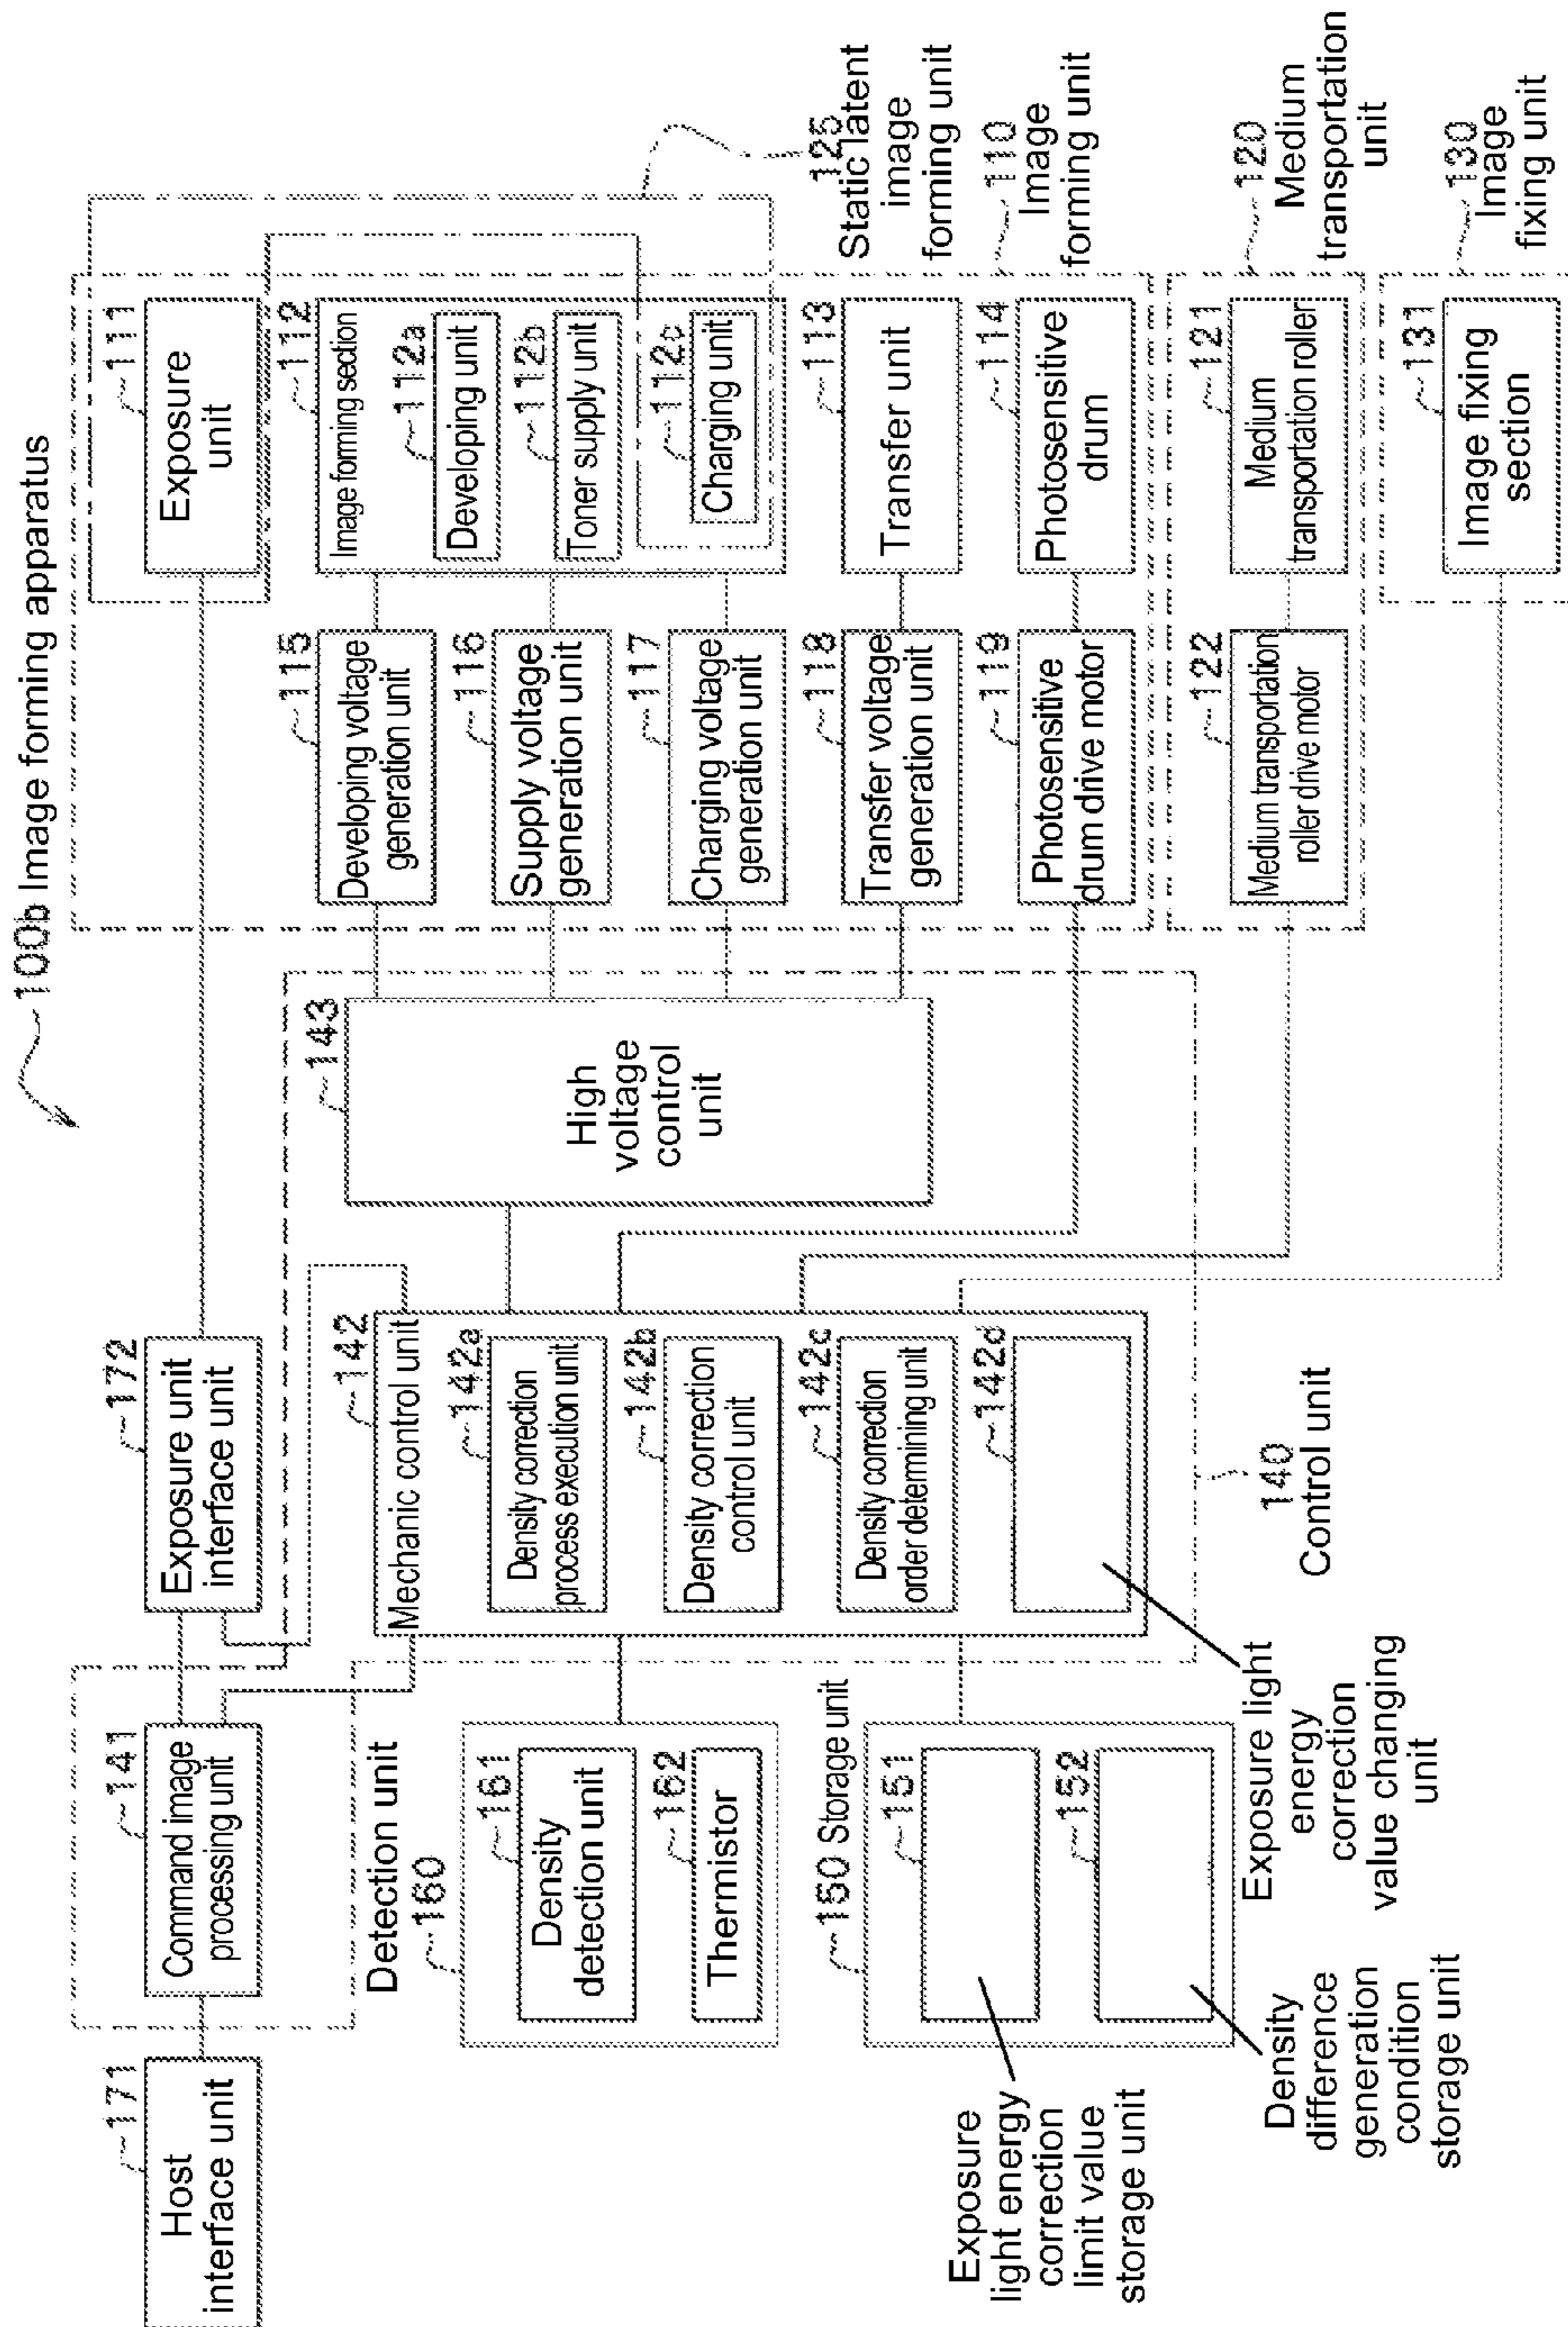 100b Image forming apparatus
171
Host
interface unit
141
Command image
processing unit
172
Exposure unit
interface unit
111
Exposure
unit
Detection unit
160
161
Density
detection unit
162
Thermistor
150 Storage unit
151
152
Exposure
light energy
correction
limit value
storage unit
Density
difference
generation
condition
storage unit
142
Mechanic control unit
142a
Density correction
process execution unit
142b
Density correction
control unit
142c
Density correction
order determining unit
142d
Exposure light
energy
correction
value changing
unit
140
Control unit
143
High
voltage
control
unit
115
Developing voltage
generation unit
116
Supply voltage
generation unit
117
Charging voltage
generation unit
118
Transfer voltage
generation unit
119
Photosensitive
drum drive motor
122
Medium transportation
roller drive motor
112
Image forming section
112a
Developing unit
112b
Toner supply unit
112c
Charging unit
113
Transfer unit
114
Photosensitive
drum
121
Medium
transportation roller
131
Image fixing
section
125
Static latent
image
forming unit
110
Image
forming unit
120
Medium
transportation
unit
130
Image
fixing unit